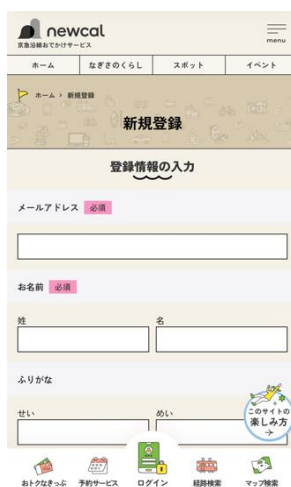 newcal
京急沿線おでかけサービス
menu
ホーム
なぎさのくらし
スポット
イベント
ホーム > 新規登録
新規登録
登録情報の入力
メールアドレス 必須
お名前 必須
姓
名
ふりがな
せい
めい
このサイトの
楽しみ方
→
おトクなきっぷ
予約サービス
ログイン
経路検索
マップ検索